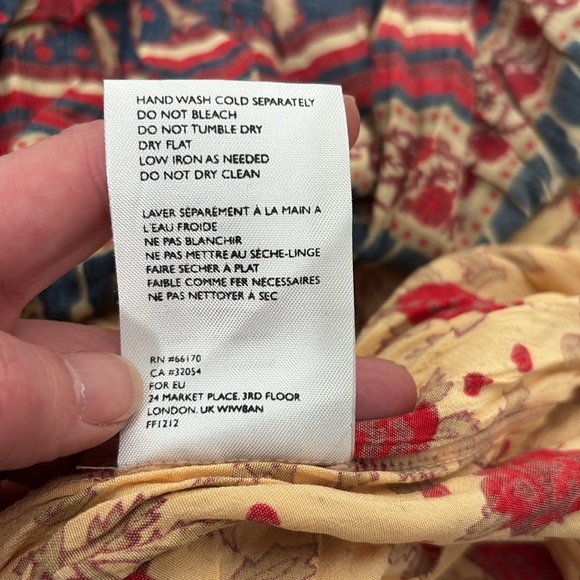 HAND WASH COLD SEPARATELY
DO NOT BLEACH
DO NOT TUMBLE DRY
DRY FLAT
LOW IRON AS NEEDED
DO NOT DRY CLEAN
LAVER SÉPARÉMENT À LA MAIN A
L'EAU FROIDE
NE PAS BLANCHIR
NE PAS METTRE AU SÈCHE-LINGE
FAIRE SÉCHER À PLAT
FAIBLE COMME FER NECESSAIRES
NE PAS NETTOYER À SEC
RN #66170
CA #32054
FOR EU
24 MARKET PLACE, 3RD FLOOR
LONDON, UK W1W8AN
FF1212